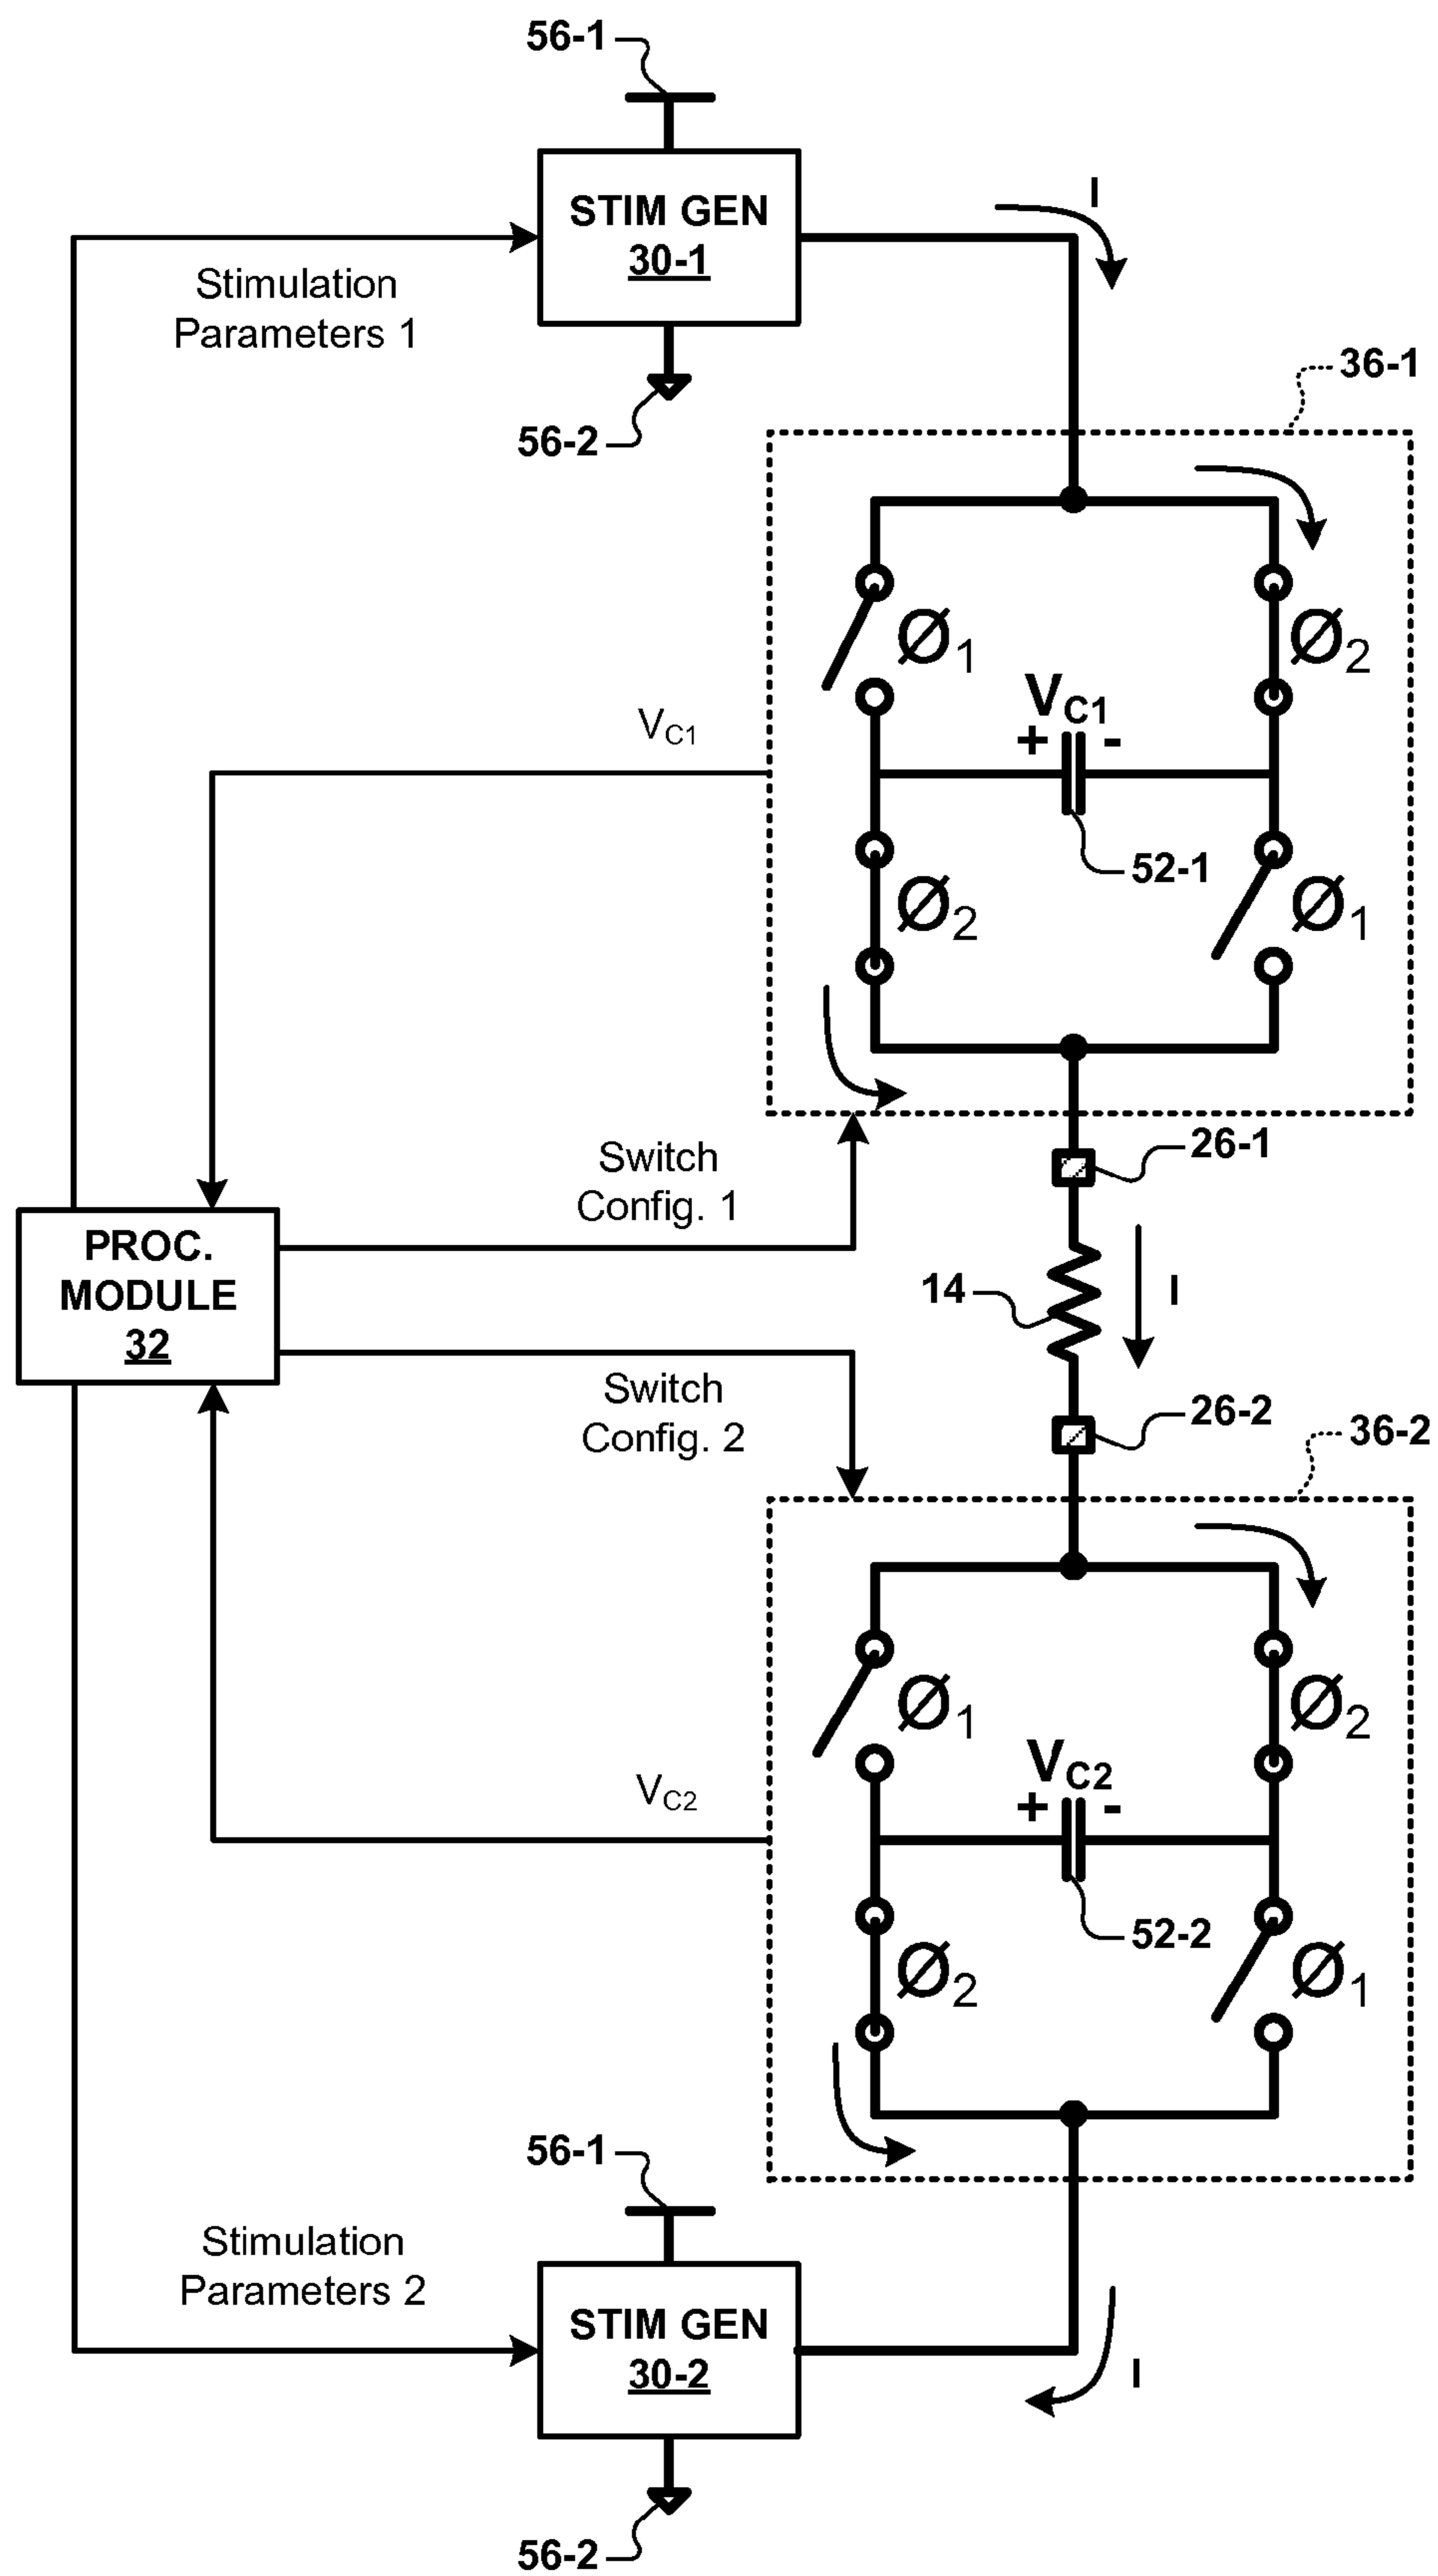 56-1
STIM GEN
30-1
I
Stimulation
Parameters 1
56-2
36-1
Ø1
Ø2
VC1
+ -
VC1
52-1
Ø2
Ø1
26-1
Switch
Config. 1
PROC.
MODULE
32
14
I
Switch
Config. 2
26-2
36-2
Ø1
Ø2
VC2
+ -
VC2
52-2
Ø2
Ø1
56-1
Stimulation
Parameters 2
STIM GEN
30-2
I
56-2